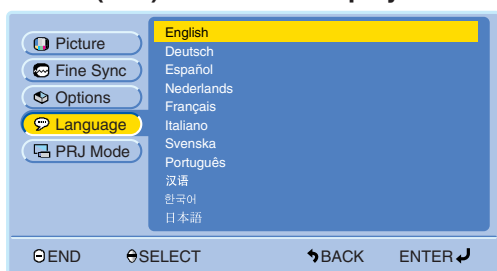 Picture
Fine Sync
Options
Language
PRJ Mode
English
Deutsch
Español
Nederlands
Français
Italiano
Svenska
Português
汉语
한국어
日本語
END SELECT BACK ENTER